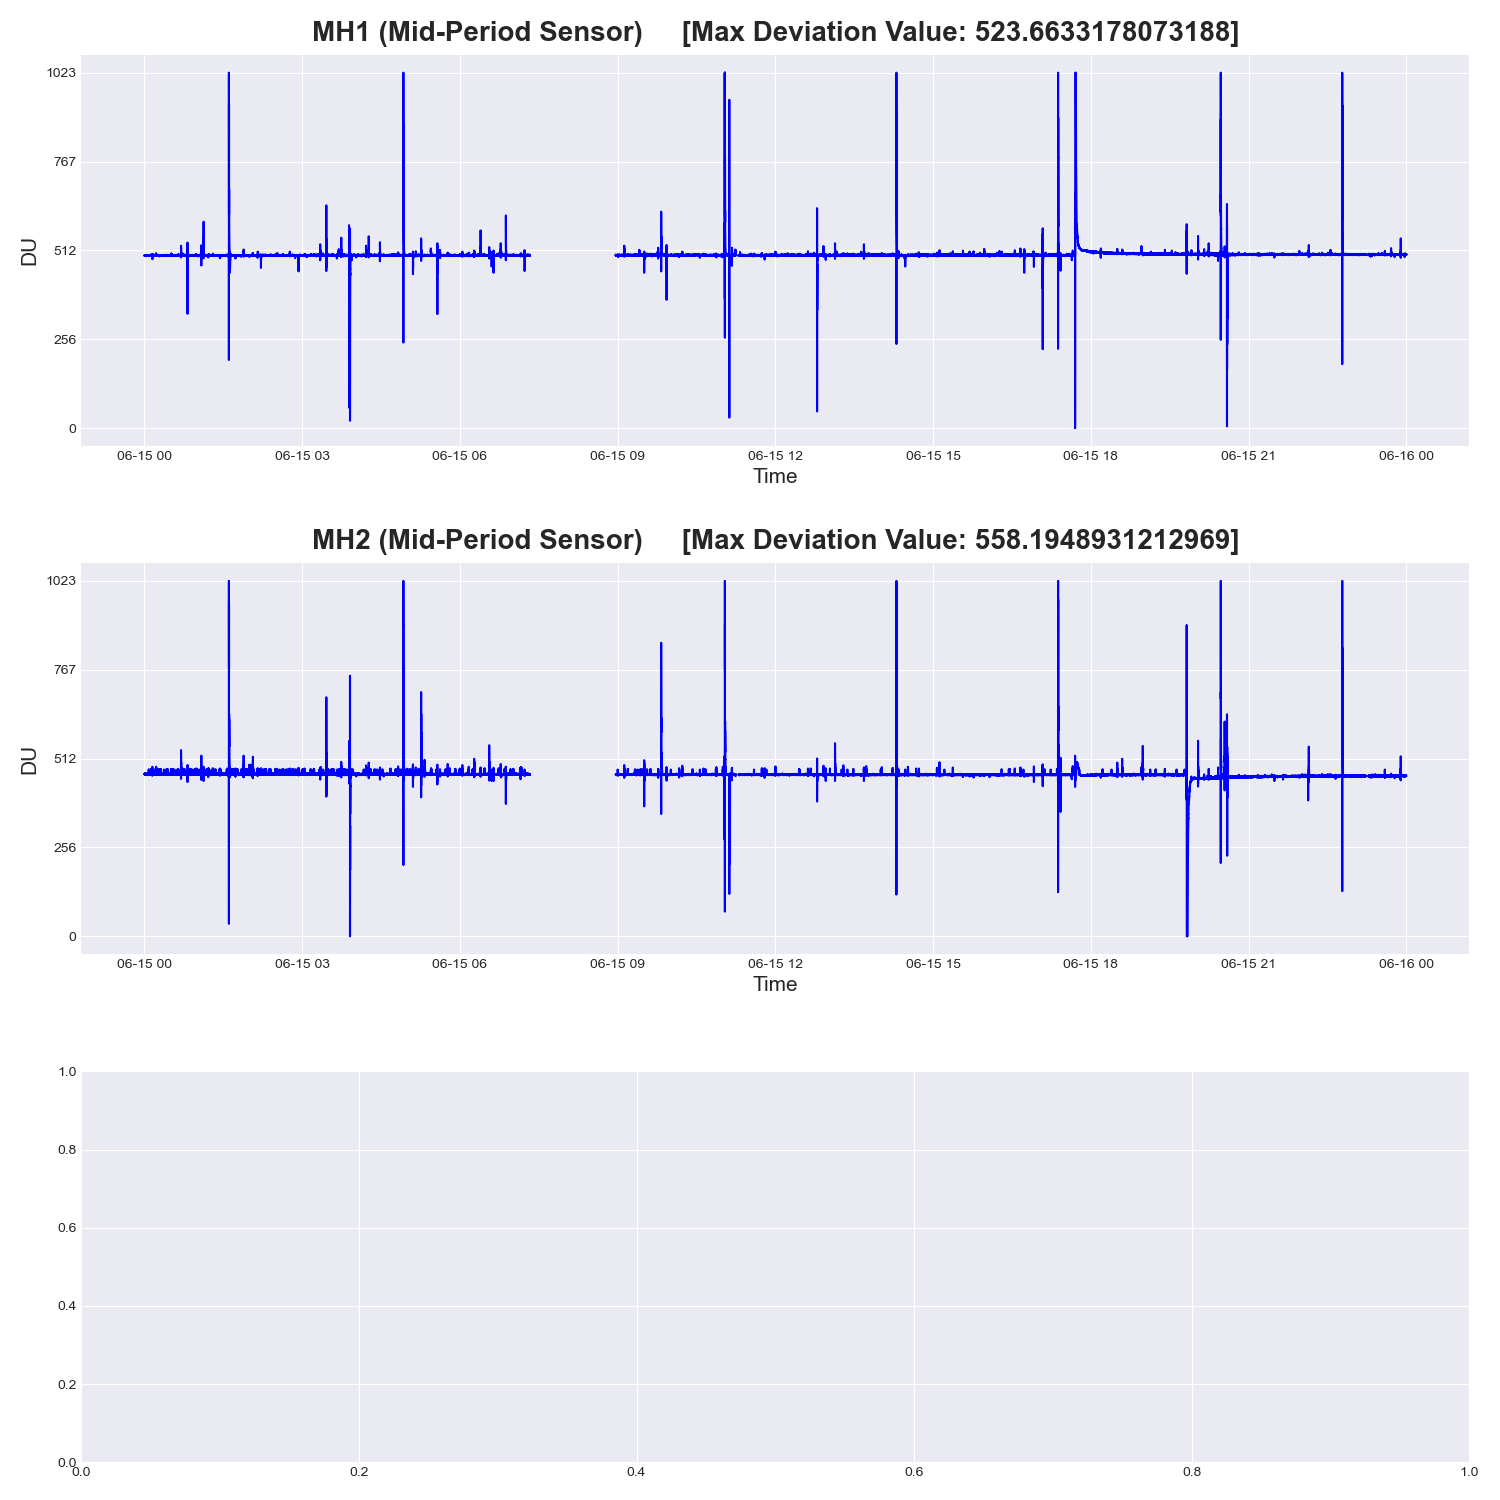 MH1 (Mid-Period Sensor) [Max Deviation Value: 523.6633178073188]
1023
767
512
256
0
DU
06-15 00 06-15 03 06-15 06 06-15 09 06-15 12 06-15 15 06-15 18 06-15 21 06-16 00
Time
MH2 (Mid-Period Sensor) [Max Deviation Value: 558.1948931212969]
1023
767
512
256
0
DU
06-15 00 06-15 03 06-15 06 06-15 09 06-15 12 06-15 15 06-15 18 06-15 21 06-16 00
Time
1.0
0.8
0.6
0.4
0.2
0.0
0.0 0.2 0.4 0.6 0.8 1.0